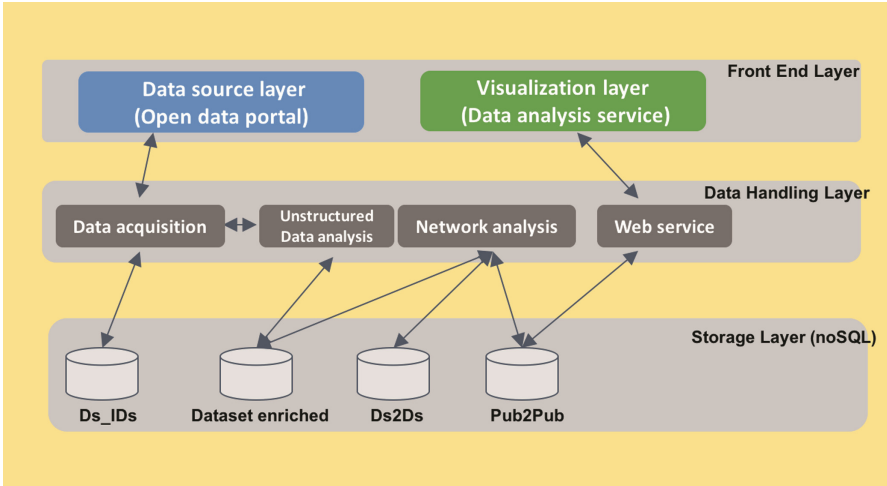 Front End Layer
Data source layer
(Open data portal)
Visualization layer
(Data analysis service)
Data Handling Layer
Data acquisition
Unstructured
Data analysis
Network analysis
Web service
Storage Layer (noSQL)
Ds_IDs
Dataset enriched
Ds2Ds
Pub2Pub